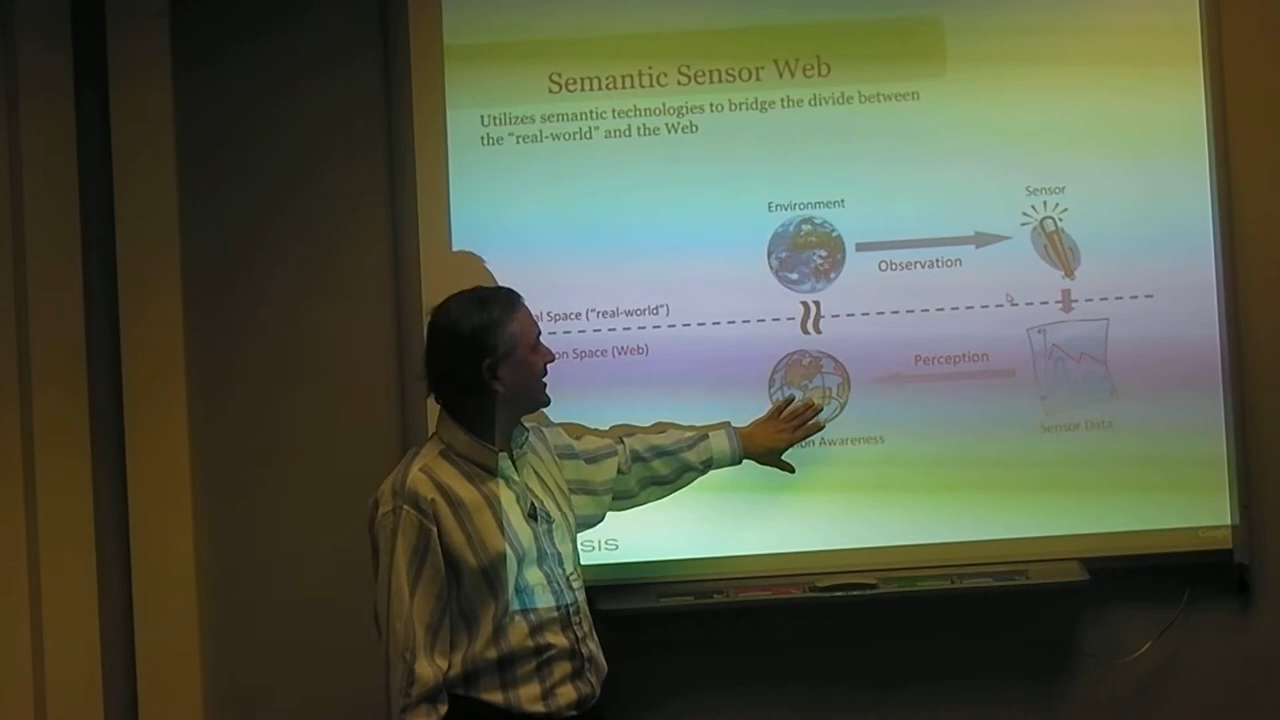 Semantic Sensor Web
Utilizes semantic technologies to bridge the divide between
the "real-world" and the Web
Sensor
Environment
Observation
al Space ("real-world")
on Space (Web)
Perception
Sensor Data
on Awareness
SIS
Google